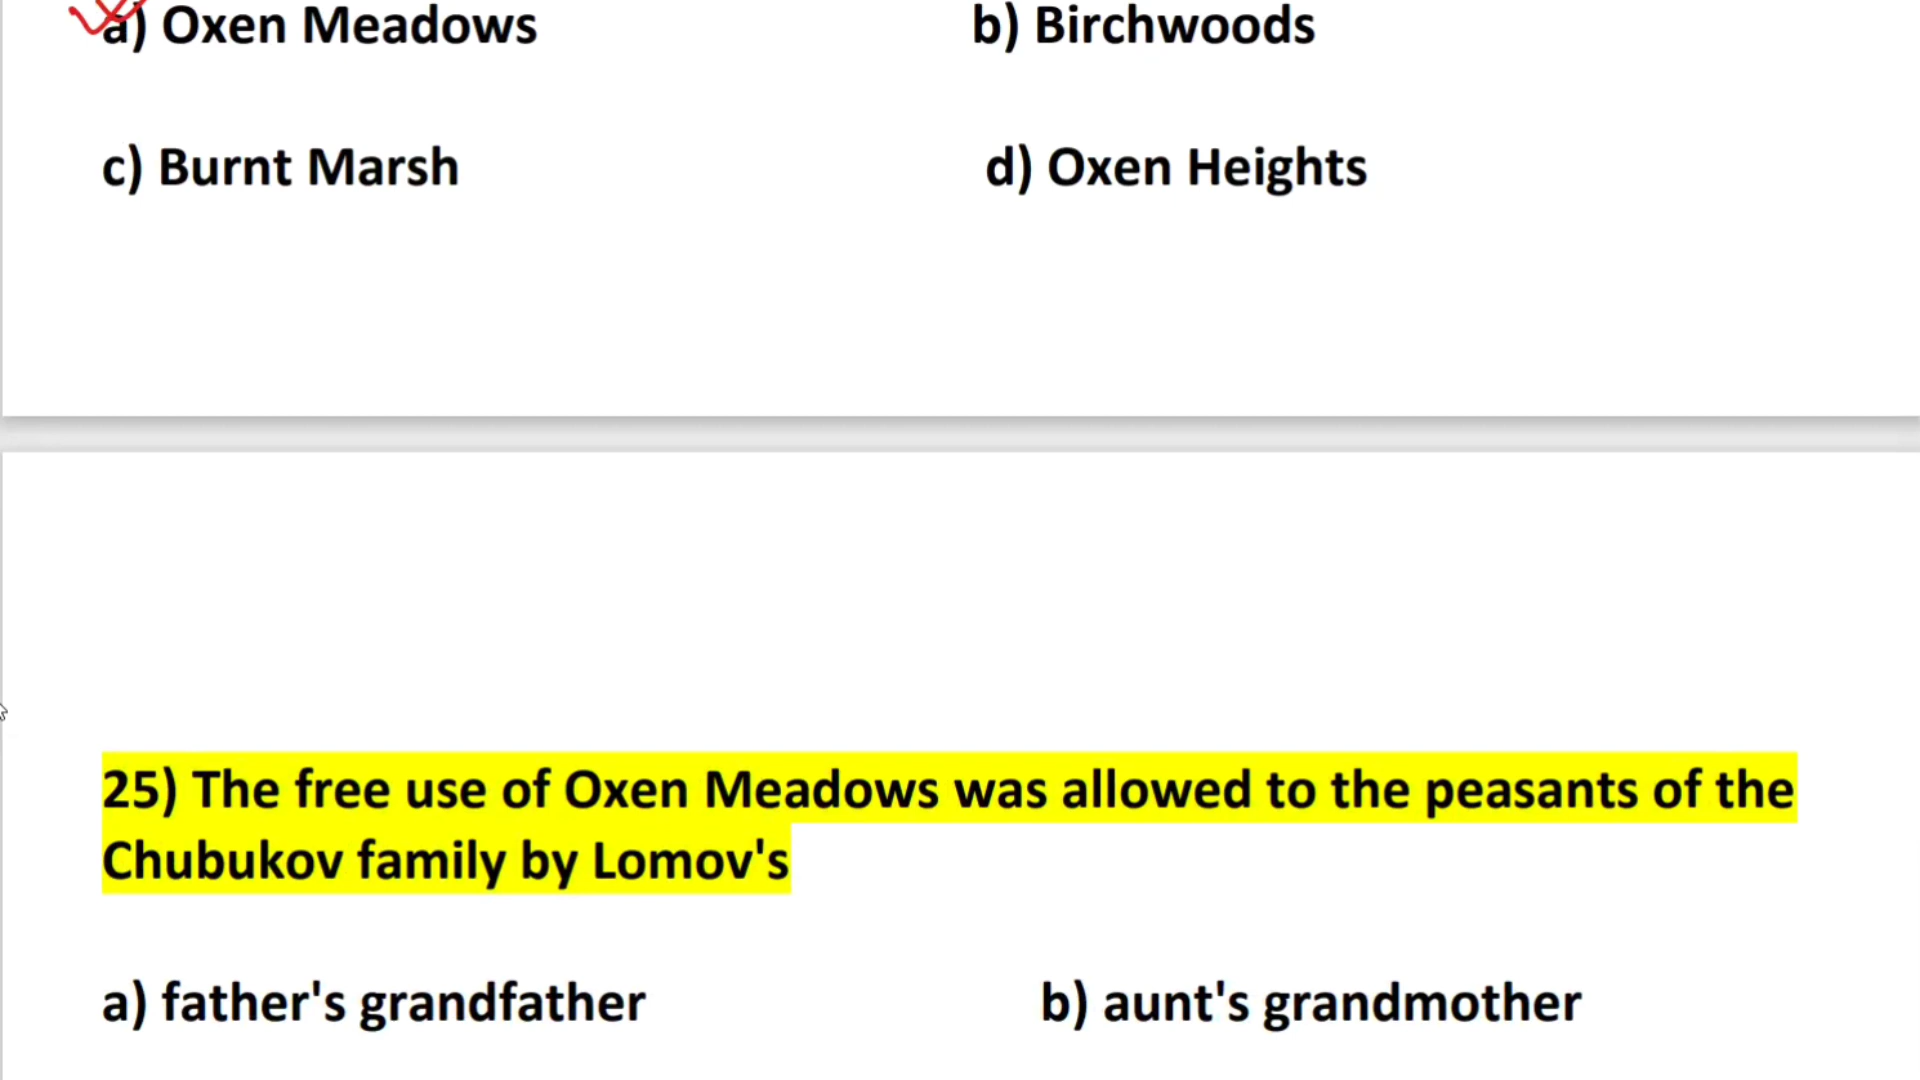 a) Oxen Meadows b) Birchwoods
c) Burnt Marsh d) Oxen Heights
25) The free use of Oxen Meadows was allowed to the peasants of the
Chubukov family by Lomov's
a) father's grandfather b) aunt's grandmother